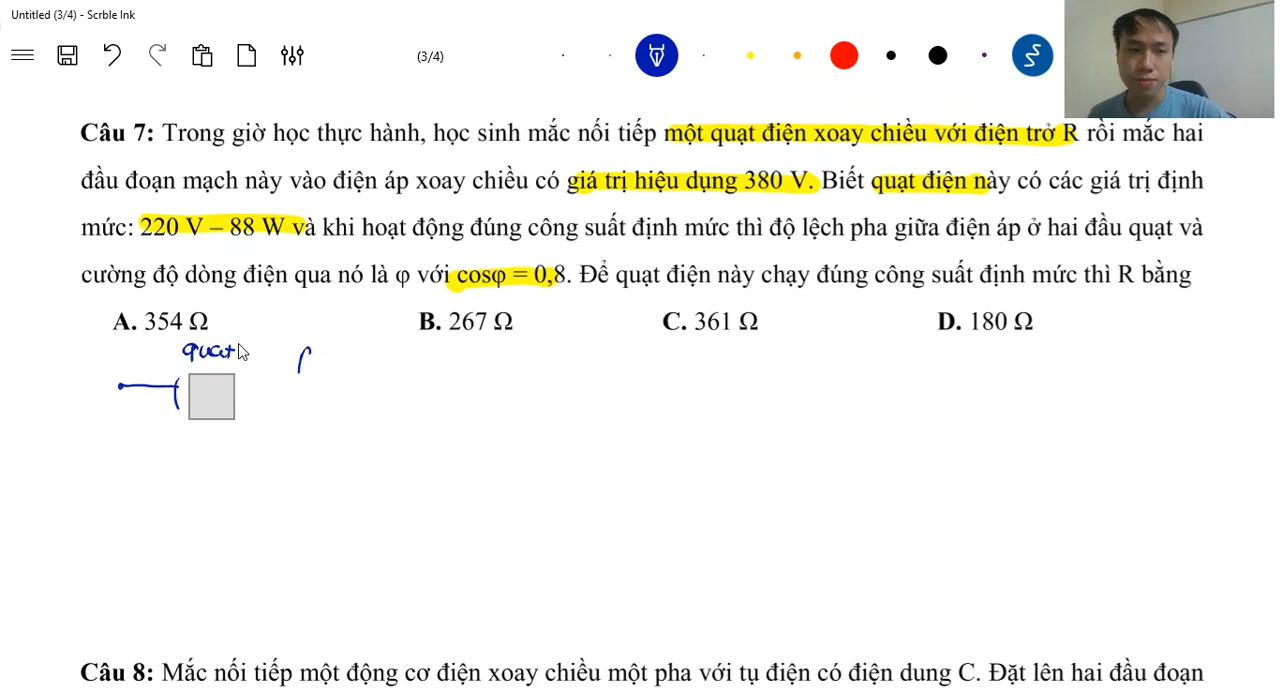 Untitled (3/4) - Scrble Ink
(3/4)
Câu 7: Trong giờ học thực hành, học sinh mắc nối tiếp một quạt điện xoay chiều với điện trở R rồi mắc hai
đầu đoạn mạch này vào điện áp xoay chiều có giá trị hiệu dụng 380 V. Biết quạt điện này có các giá trị định
mức: 220 V – 88 W và khi hoạt động đúng công suất định mức thì độ lệch pha giữa điện áp ở hai đầu quạt và
cường độ dòng điện qua nó là φ với cosφ = 0,8. Để quạt điện này chạy đúng công suất định mức thì R bằng
A. 354 Ω B. 267 Ω C. 361 Ω D. 180 Ω
quat
Câu 8: Mắc nối tiếp một động cơ điện xoay chiều một pha với tụ điện có điện dung C. Đặt lên hai đầu đoạn